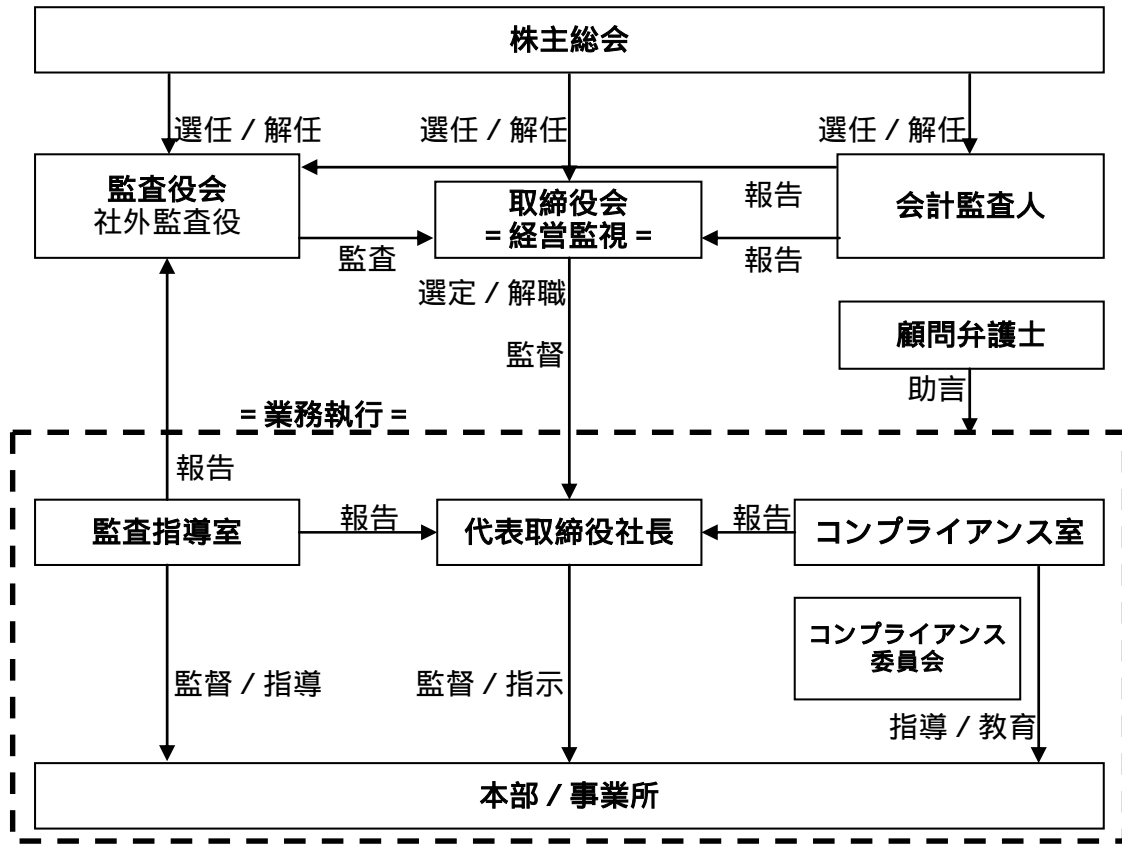 株主総会
選任 / 解任
選任 / 解任
選任 / 解任
監査役会
社外監査役
取締役会
= 経営監視 =
会計監査人
報告
監査
報告
選定 / 解職
監督
顧問弁護士
助言
= 業務執行 =
報告
監査指導室
報告
代表取締役社長
報告
コンプライアンス室
コンプライアンス
委員会
監督 / 指導
監督 / 指示
指導 / 教育
本部 / 事業所